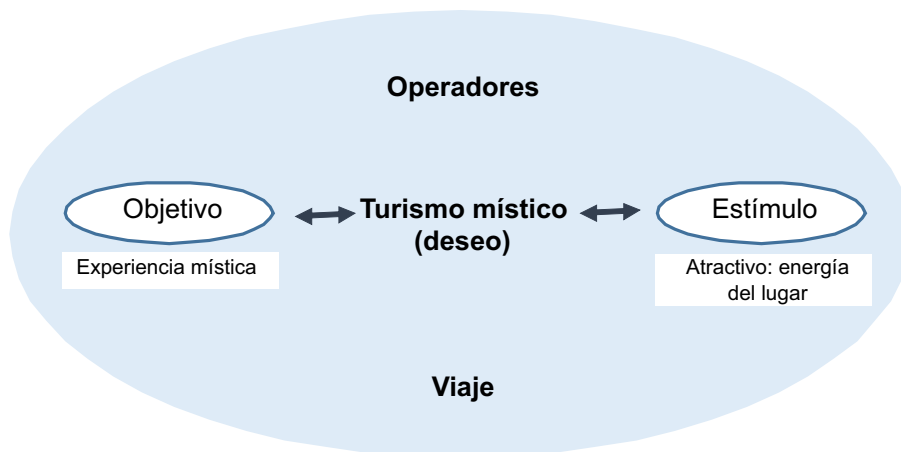 Operadores
Objetivo
Turismo místico
(deseo)
Estímulo
Experiencia mística
Atractivo: energía
del lugar
Viaje